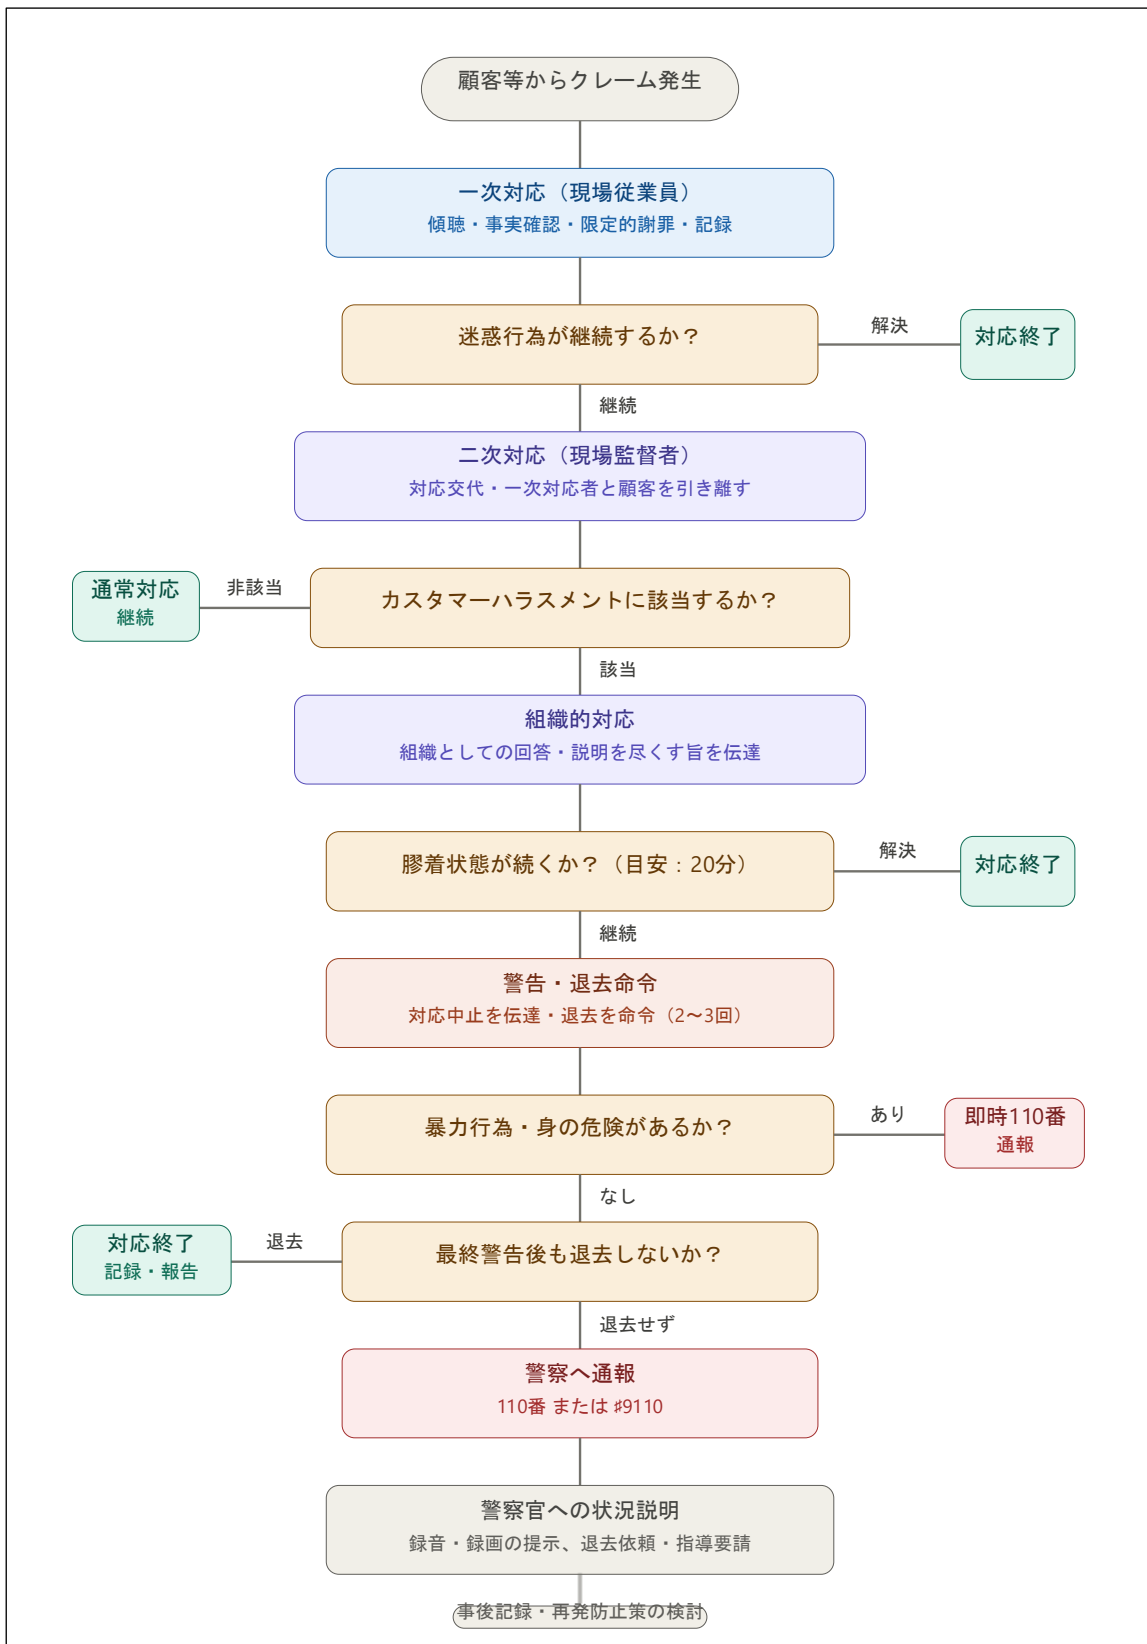 顧客等からクレーム発生
一次対応（現場従業員）
傾聴・事実確認・限定的謝罪・記録
迷惑行為が継続するか？
解決
対応終了
継続
二次対応（現場監督者）
対応交代・一次対応者と顧客を引き離す
通常対応
継続
非該当
カスタマーハラスメントに該当するか？
該当
組織的対応
組織としての回答・説明を尽くす旨を伝達
膠着状態が続くか？（目安：20分）
解決
対応終了
継続
警告・退去命令
対応中止を伝達・退去を命令（2〜3回）
暴力行為・身の危険があるか？
あり
即時110番
通報
なし
対応終了
記録・報告
退去
最終警告後も退去しないか？
退去せず
警察へ通報
110番 または ♯9110
警察官への状況説明
録音・録画の提示、退去依頼・指導要請
事後記録・再発防止策の検討